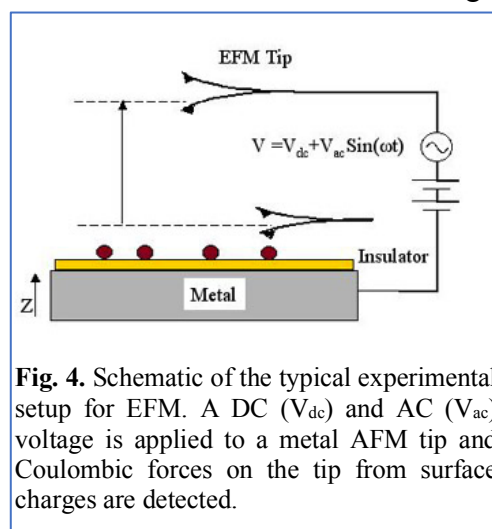 EFM Tip
V =Vdc+Vac Sin(ωt)
Insulator
Metal
Z
Fig. 4. Schematic of the typical experimental
setup for EFM. A DC (Vdc) and AC (Vac)
voltage is applied to a metal AFM tip and
Coulombic forces on the tip from surface
charges are detected.